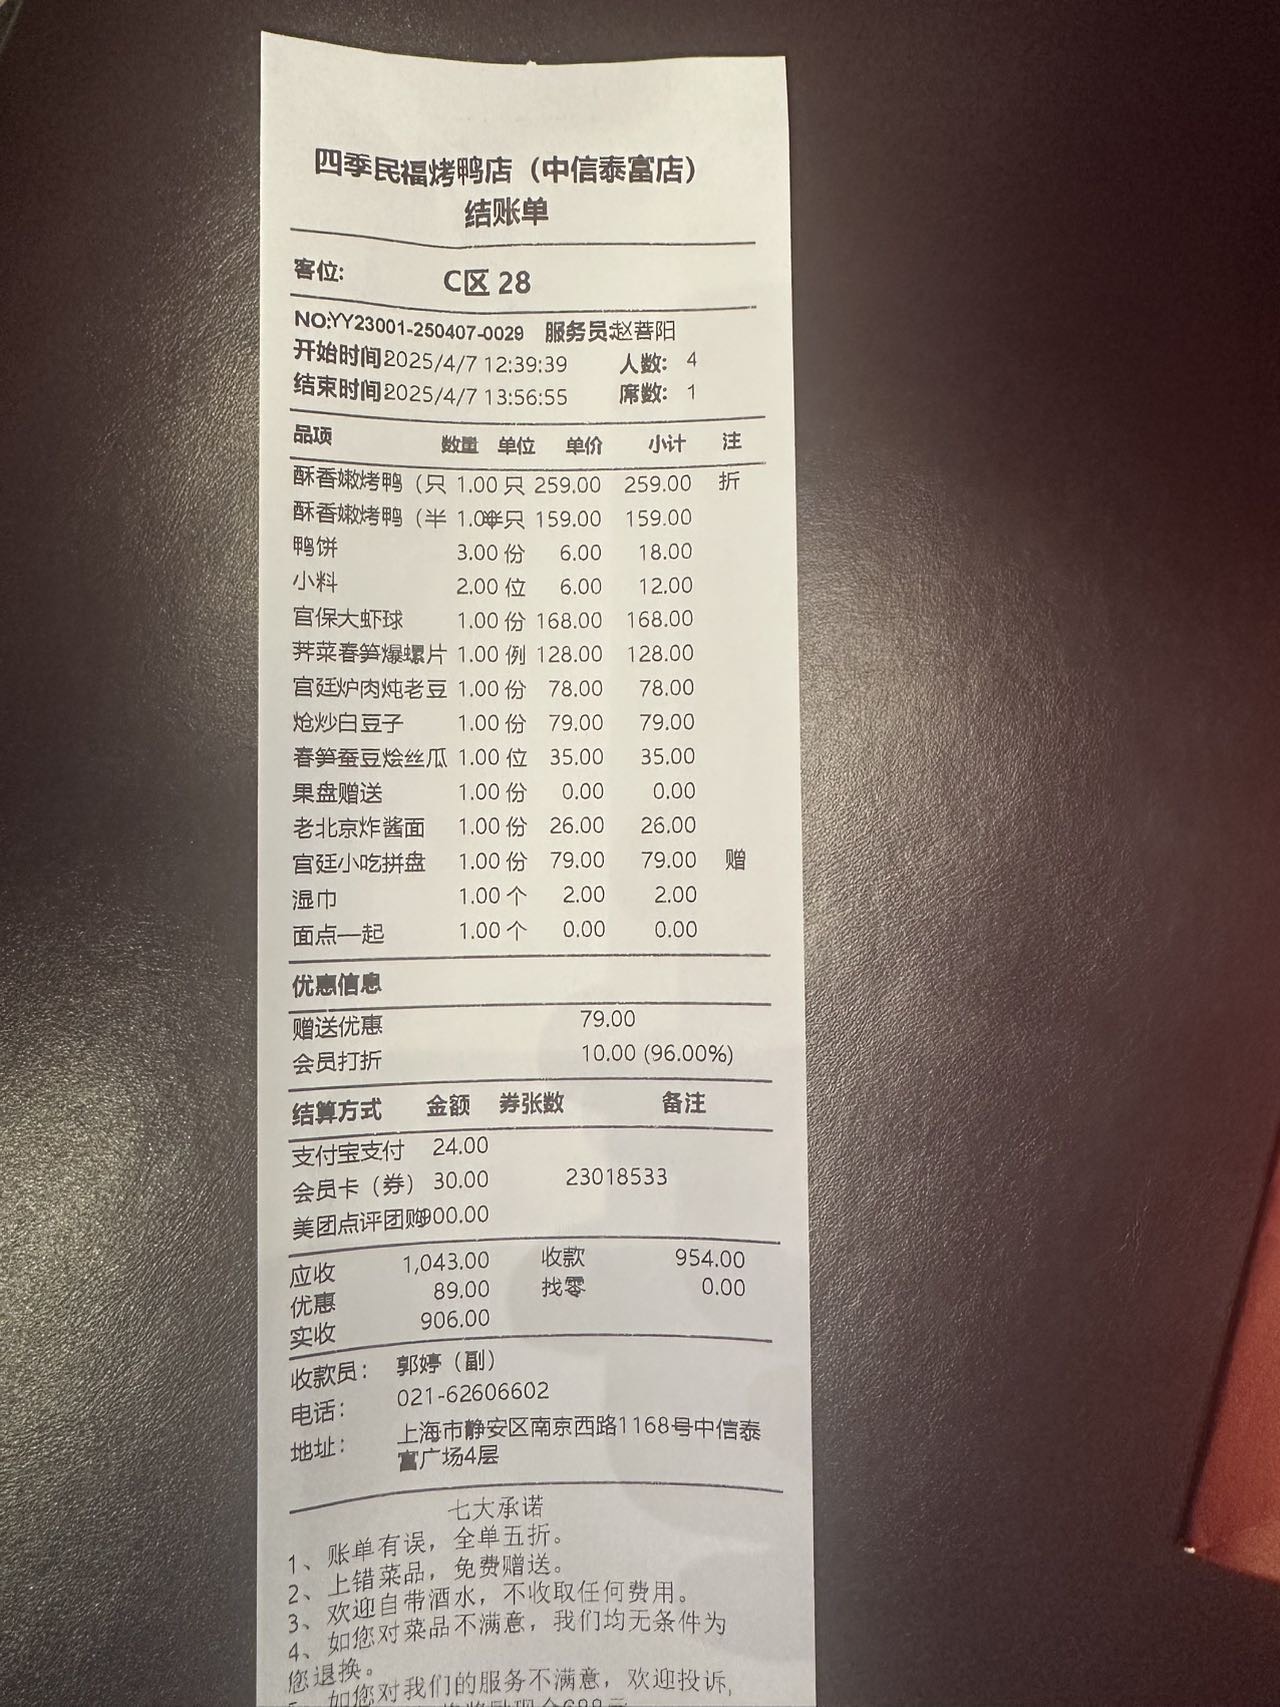 四季民福烤鸭店（中信泰富店）
结账单
客位: C区 28
NO:YY23001-250407-0029 服务员:赵菩阳
开始时间2025/4/7 12:39:39 人数: 4
结束时间2025/4/7 13:56:55 席数: 1
品项 数量 单位 单价 小计 注
酥香嫩烤鸭（只 1.00 只 259.00 259.00 折
酥香嫩烤鸭（半 1.00半只 159.00 159.00
鸭饼 3.00 份 6.00 18.00
小料 2.00 位 6.00 12.00
宫保大虾球 1.00 份 168.00 168.00
荠菜春笋爆螺片 1.00 例 128.00 128.00
宫廷炉肉炖老豆 1.00 份 78.00 78.00
炝炒白豆子 1.00 份 79.00 79.00
春笋蚕豆烩丝瓜 1.00 位 35.00 35.00
果盘赠送 1.00 份 0.00 0.00
老北京炸酱面 1.00 份 26.00 26.00
宫廷小吃拼盘 1.00 份 79.00 79.00 赠
湿巾 1.00 个 2.00 2.00
面点一起 1.00 个 0.00 0.00
优惠信息
赠送优惠 79.00
会员打折 10.00 (96.00%)
结算方式 金额 券张数 备注
支付宝支付 24.00
会员卡（券） 30.00 23018533
美团点评团购900.00
应收 1,043.00 收款 954.00
优惠 89.00 找零 0.00
实收 906.00
收款员： 郭婷（副）
电话： 021-62606602
地址： 上海市静安区南京西路1168号中信泰
富广场4层
七大承诺
1、账单有误，全单五折。
2、上错菜品，免费赠送。
3、欢迎自带酒水，不收取任何费用。
4、如您对菜品不满意，我们均无条件为
您退换。
如您对我们的服务不满意，欢迎投诉，